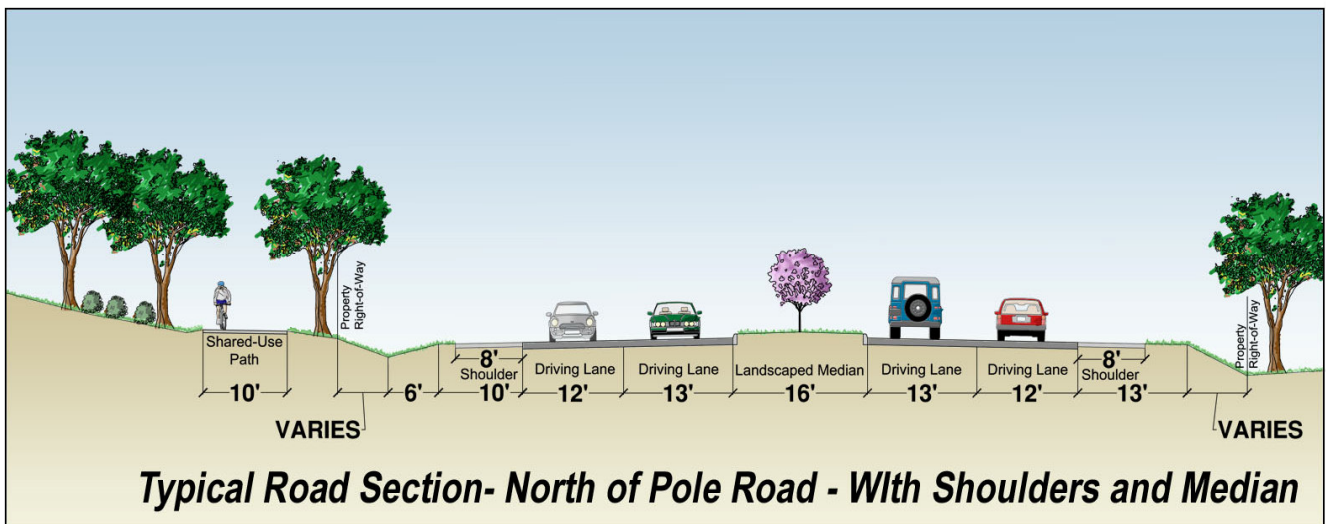 Property
Right-of-Way
Property
Right-of-Way
Shared-Use
Path
8'
8'
Shoulder
Driving Lane
Driving Lane
Landscaped Median
Driving Lane
Driving Lane
Shoulder
10'
6'
10'
12'
13'
16'
13'
12'
13'
VARIES
VARIES
Typical Road Section- North of Pole Road - WIth Shoulders and Median